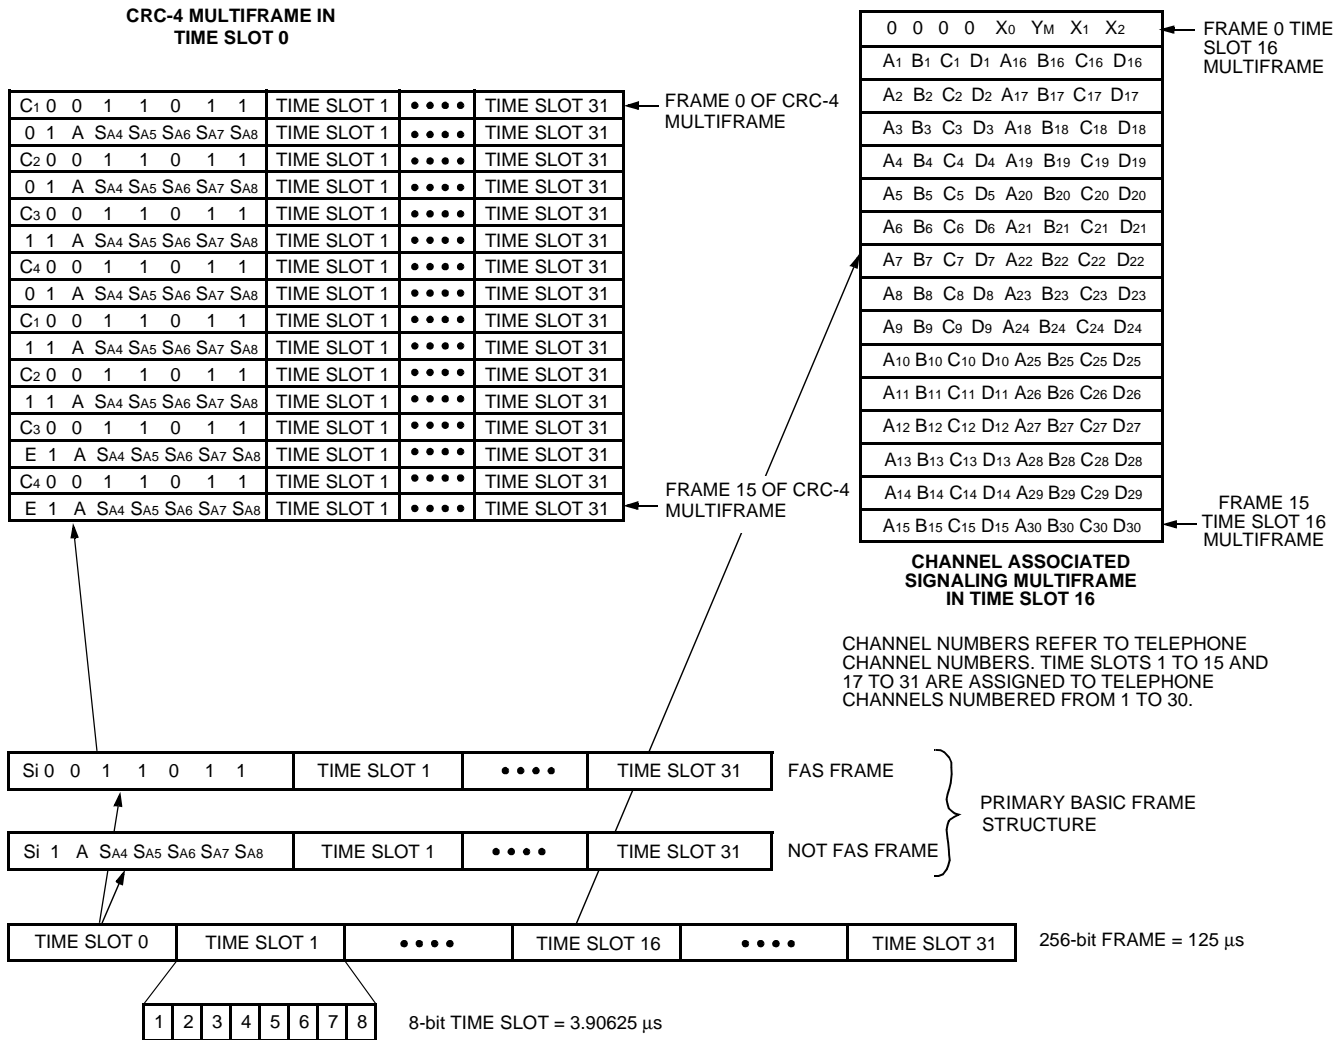 CRC-4 MULTIFRAME IN
TIME SLOT 0
C1 0 0 1 1 0 1 1 TIME SLOT 1 •••• TIME SLOT 31
0 1 A SA4 SA5 SA6 SA7 SA8 TIME SLOT 1 •••• TIME SLOT 31
C2 0 0 1 1 0 1 1 TIME SLOT 1 •••• TIME SLOT 31
0 1 A SA4 SA5 SA6 SA7 SA8 TIME SLOT 1 •••• TIME SLOT 31
C3 0 0 1 1 0 1 1 TIME SLOT 1 •••• TIME SLOT 31
1 1 A SA4 SA5 SA6 SA7 SA8 TIME SLOT 1 •••• TIME SLOT 31
C4 0 0 1 1 0 1 1 TIME SLOT 1 •••• TIME SLOT 31
0 1 A SA4 SA5 SA6 SA7 SA8 TIME SLOT 1 •••• TIME SLOT 31
C1 0 0 1 1 0 1 1 TIME SLOT 1 •••• TIME SLOT 31
1 1 A SA4 SA5 SA6 SA7 SA8 TIME SLOT 1 •••• TIME SLOT 31
C2 0 0 1 1 0 1 1 TIME SLOT 1 •••• TIME SLOT 31
1 1 A SA4 SA5 SA6 SA7 SA8 TIME SLOT 1 •••• TIME SLOT 31
C3 0 0 1 1 0 1 1 TIME SLOT 1 •••• TIME SLOT 31
E 1 A SA4 SA5 SA6 SA7 SA8 TIME SLOT 1 •••• TIME SLOT 31
C4 0 0 1 1 0 1 1 TIME SLOT 1 •••• TIME SLOT 31
E 1 A SA4 SA5 SA6 SA7 SA8 TIME SLOT 1 •••• TIME SLOT 31
FRAME 0 OF CRC-4
MULTIFRAME
FRAME 15 OF CRC-4
MULTIFRAME
0 0 0 0 X0 YM X1 X2
A1 B1 C1 D1 A16 B16 C16 D16
A2 B2 C2 D2 A17 B17 C17 D17
A3 B3 C3 D3 A18 B18 C18 D18
A4 B4 C4 D4 A19 B19 C19 D19
A5 B5 C5 D5 A20 B20 C20 D20
A6 B6 C6 D6 A21 B21 C21 D21
A7 B7 C7 D7 A22 B22 C22 D22
A8 B8 C8 D8 A23 B23 C23 D23
A9 B9 C9 D9 A24 B24 C24 D24
A10 B10 C10 D10 A25 B25 C25 D25
A11 B11 C11 D11 A26 B26 C26 D26
A12 B12 C12 D12 A27 B27 C27 D27
A13 B13 C13 D13 A28 B28 C28 D28
A14 B14 C14 D14 A29 B29 C29 D29
A15 B15 C15 D15 A30 B30 C30 D30
FRAME 0 TIME
SLOT 16
MULTIFRAME
FRAME 15
TIME SLOT 16
MULTIFRAME
CHANNEL ASSOCIATED
SIGNALING MULTIFRAME
IN TIME SLOT 16
CHANNEL NUMBERS REFER TO TELEPHONE
CHANNEL NUMBERS. TIME SLOTS 1 TO 15 AND
17 TO 31 ARE ASSIGNED TO TELEPHONE
CHANNELS NUMBERED FROM 1 TO 30.
Si 0 0 1 1 0 1 1 TIME SLOT 1 •••• TIME SLOT 31 FAS FRAME
Si 1 A SA4 SA5 SA6 SA7 SA8 TIME SLOT 1 •••• TIME SLOT 31 NOT FAS FRAME
PRIMARY BASIC FRAME
STRUCTURE
TIME SLOT 0 TIME SLOT 1 •••• TIME SLOT 16 •••• TIME SLOT 31 256-bit FRAME = 125 µs
1 2 3 4 5 6 7 8 8-bit TIME SLOT = 3.90625 µs